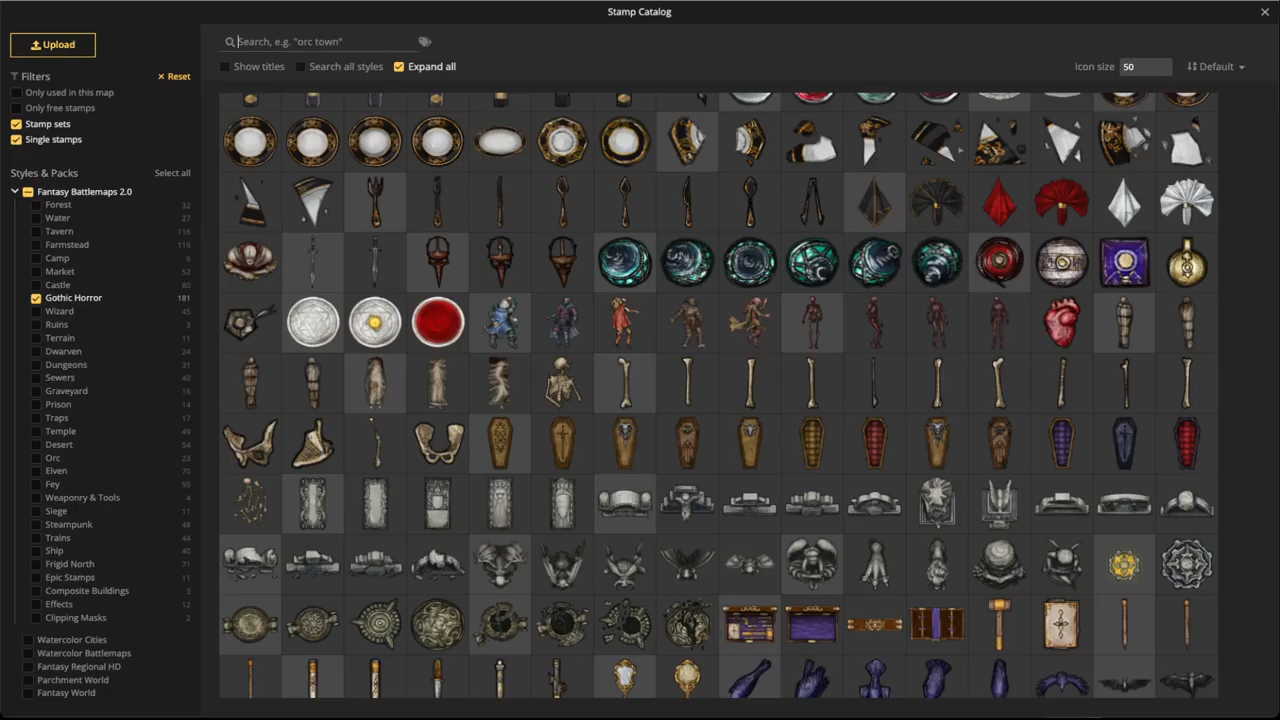 Stamp Catalog
Upload
Search, e.g. "orc town"
Show titles
Search all styles
Expand all
Icon size
50
Default
Filters
Reset
Only used in this map
Only free stamps
Stamp sets
Single stamps
Styles & Packs
Select all
Fantasy Battlemaps 2.0
Forest 32
Water 27
Tavern 116
Farmstead 119
Camp 6
Market 52
Castle 80
Gothic Horror 181
Wizard 45
Ruins 3
Terrain 11
Dwarven 24
Dungeons 31
Sewers 40
Graveyard 16
Prison 14
Traps 17
Temple 49
Desert 54
Orc 23
Elven 70
Fey 95
Weaponry & Tools 4
Siege 11
Steampunk 48
Trains 44
Ship 40
Frigid North 71
Epic Stamps 11
Composite Buildings 3
Effects 12
Clipping Masks 2
Watercolor Cities
Watercolor Battlemaps
Fantasy Regional HD
Parchment World
Fantasy World